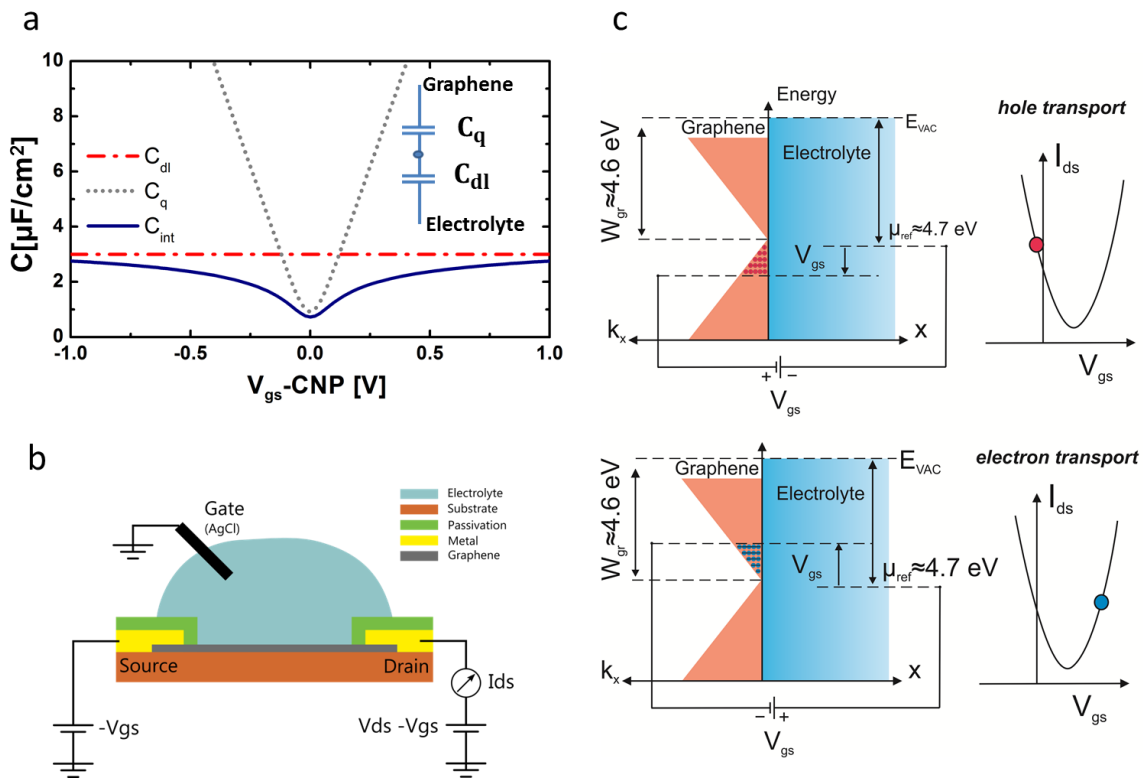 a
C[µF/cm²]
10
8
6
4
2
0
-1.0
-0.5
0.0
0.5
1.0
V_gs-CNP [V]
C_dl
C_q
C_int
Graphene
C_q
C_dl
Electrolyte
b
Gate
(AgCl)
Electrolyte
Substrate
Passivation
Metal
Graphene
Source
Drain
-Vgs
Ids
Vds -Vgs
c
Energy
Graphene
E_VAC
Electrolyte
W_gr≈4.6 eV
µ_ref≈4.7 eV
V_gs
k_x
x
+
−
V_gs
hole transport
I_ds
V_gs
Graphene
E_VAC
Electrolyte
W_gr≈4.6 eV
V_gs
µ_ref≈4.7 eV
k_x
x
−
+
V_gs
electron transport
I_ds
V_gs